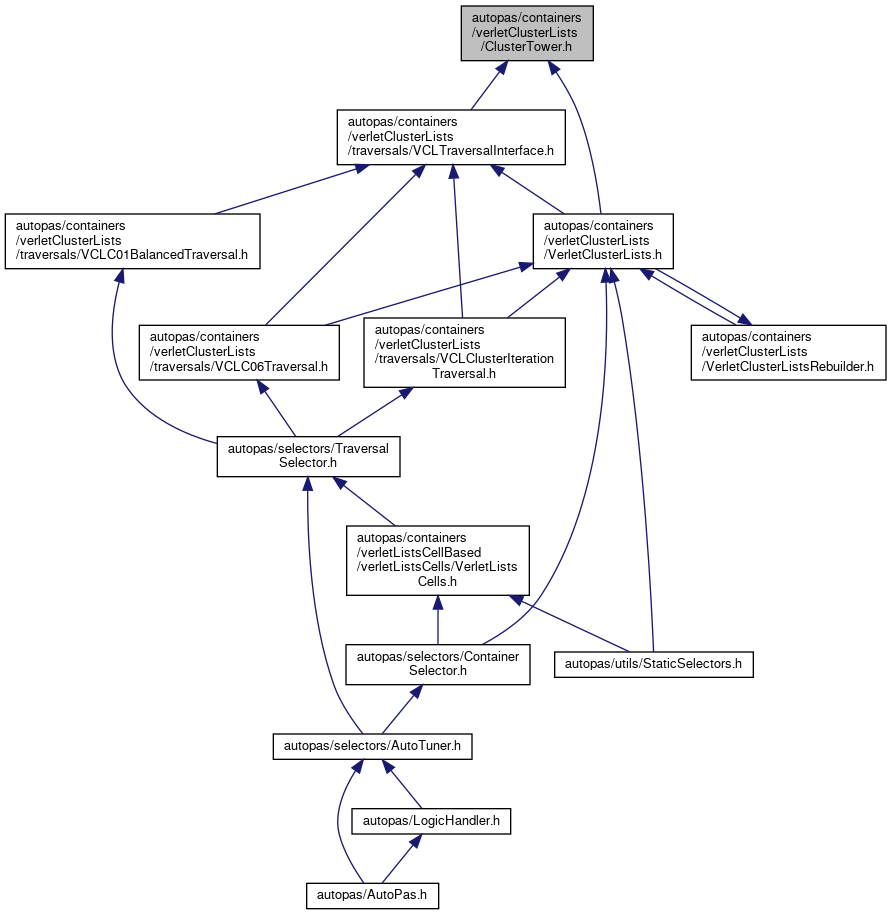 autopas/containers
/verletClusterLists
/ClusterTower.h
autopas/containers
/verletClusterLists
/traversals/VCLTraversalInterface.h
autopas/containers
/verletClusterLists
/traversals/VCLC01BalancedTraversal.h
autopas/containers
/verletClusterLists
/VerletClusterLists.h
autopas/containers
/verletClusterLists
/traversals/VCLC06Traversal.h
autopas/containers
/verletClusterLists
/traversals/VCLClusterIteration
Traversal.h
autopas/containers
/verletClusterLists
/VerletClusterListsRebuilder.h
autopas/selectors/Traversal
Selector.h
autopas/containers
/verletListsCellBased
/verletListsCells/VerletLists
Cells.h
autopas/selectors/Container
Selector.h
autopas/utils/StaticSelectors.h
autopas/selectors/AutoTuner.h
autopas/LogicHandler.h
autopas/AutoPas.h